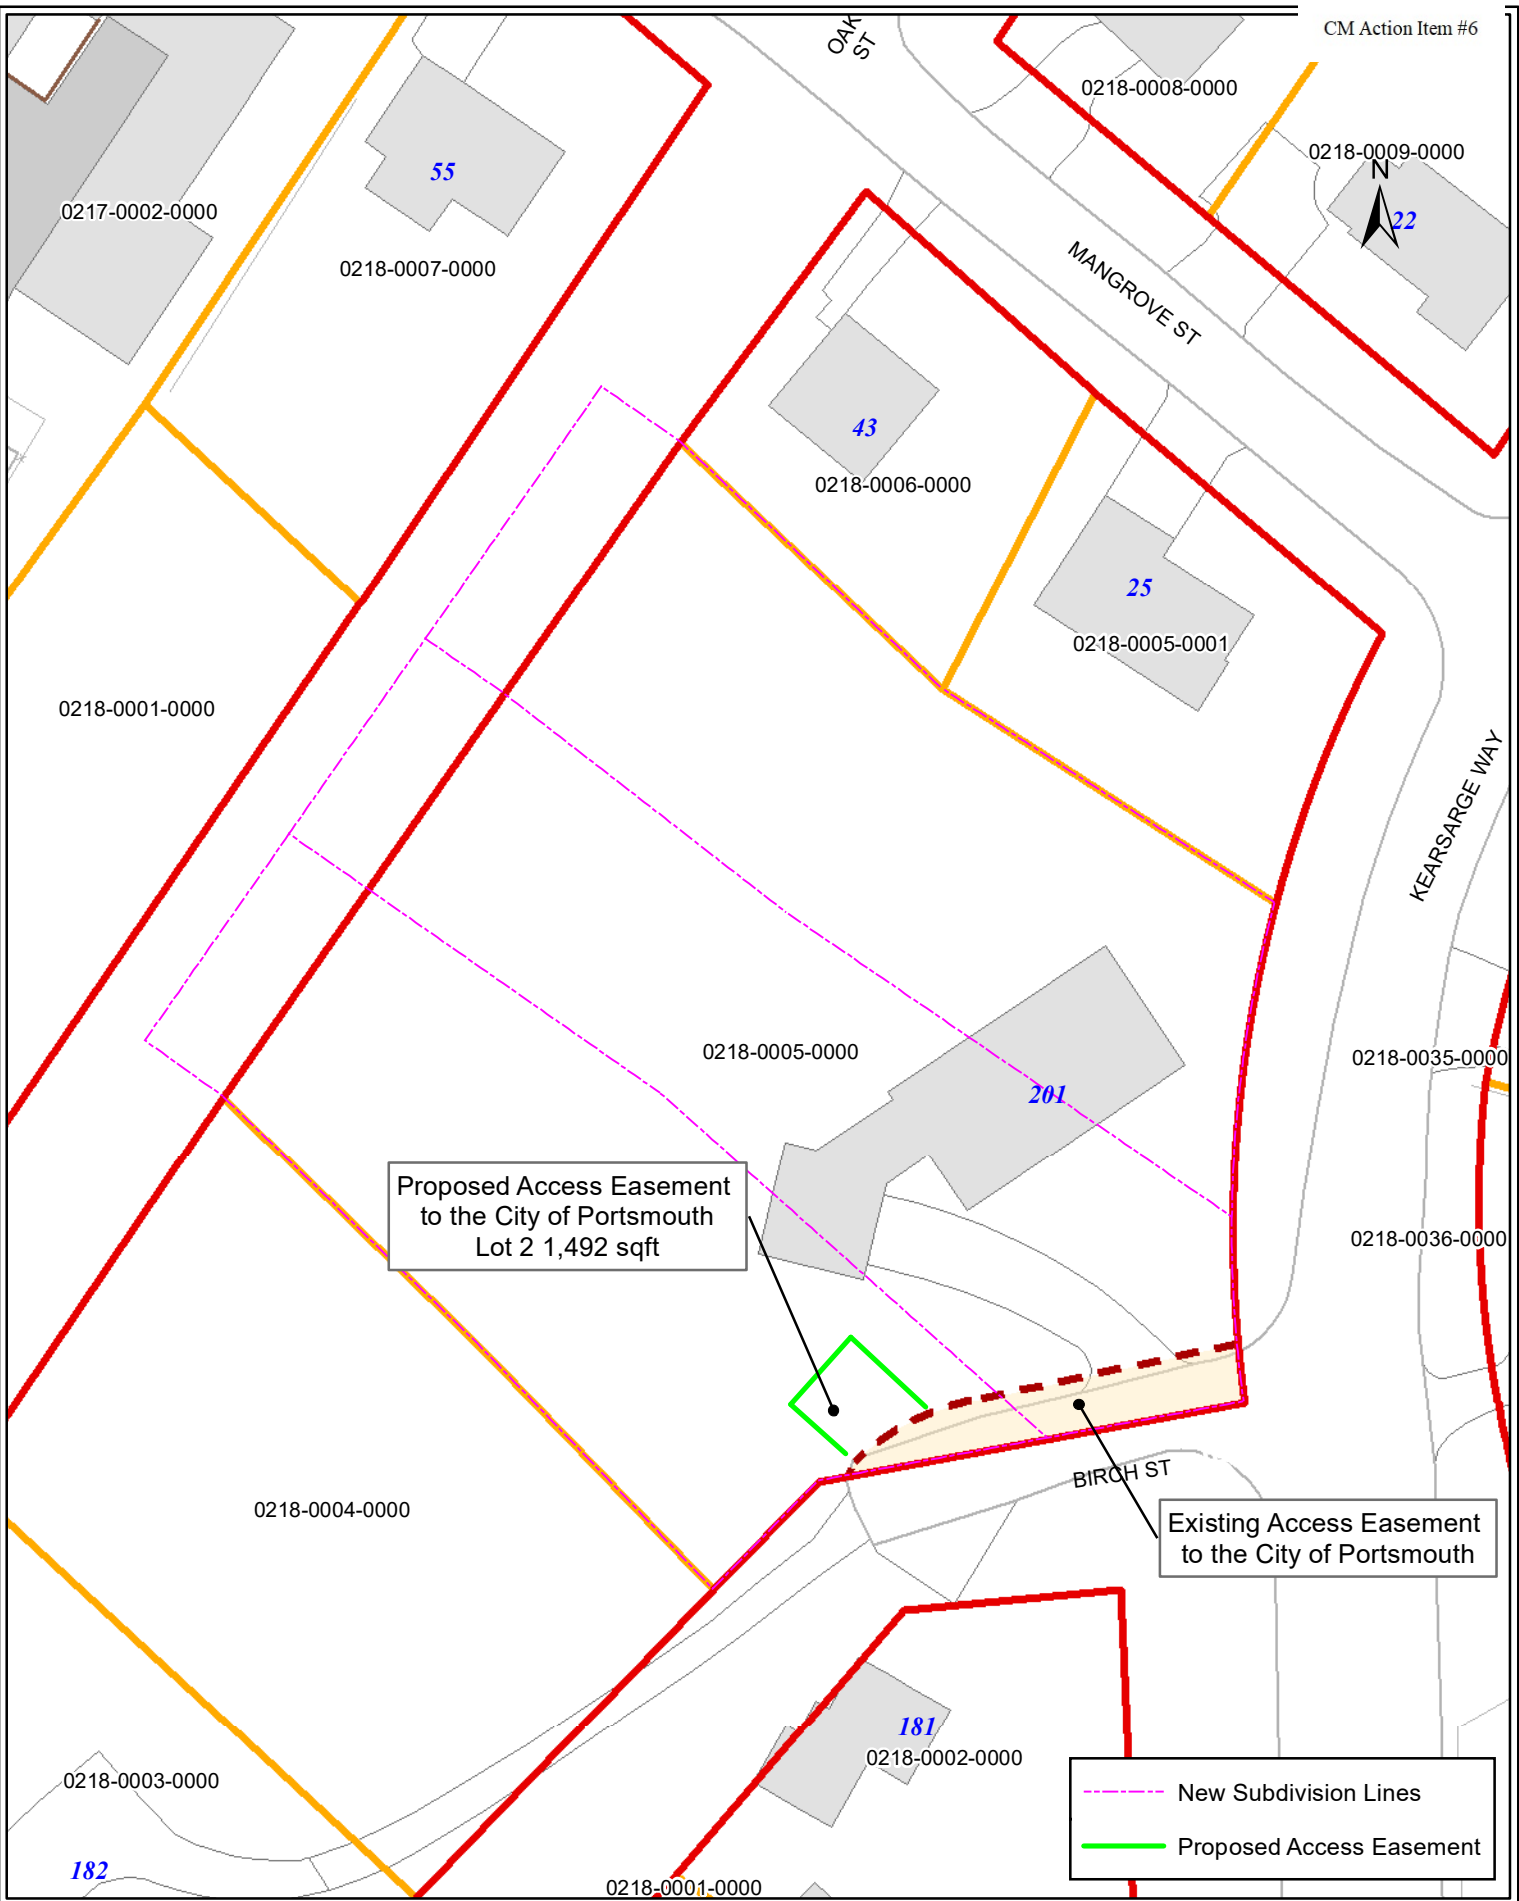 CM Action Item #6
OAK
ST
0218-0008-0000
0218-0009-0000
N
22
55
0217-0002-0000
0218-0007-0000
MANGROVE ST
43
0218-0006-0000
25
0218-0005-0001
0218-0001-0000
KEARSARGE WAY
0218-0005-0000
201
0218-0035-0000
Proposed Access Easement
to the City of Portsmouth
Lot 2 1,492 sqft
0218-0036-0000
BIRCH ST
0218-0004-0000
Existing Access Easement
to the City of Portsmouth
181
0218-0002-0000
0218-0003-0000
182
0218-0001-0000
New Subdivision Lines
Proposed Access Easement